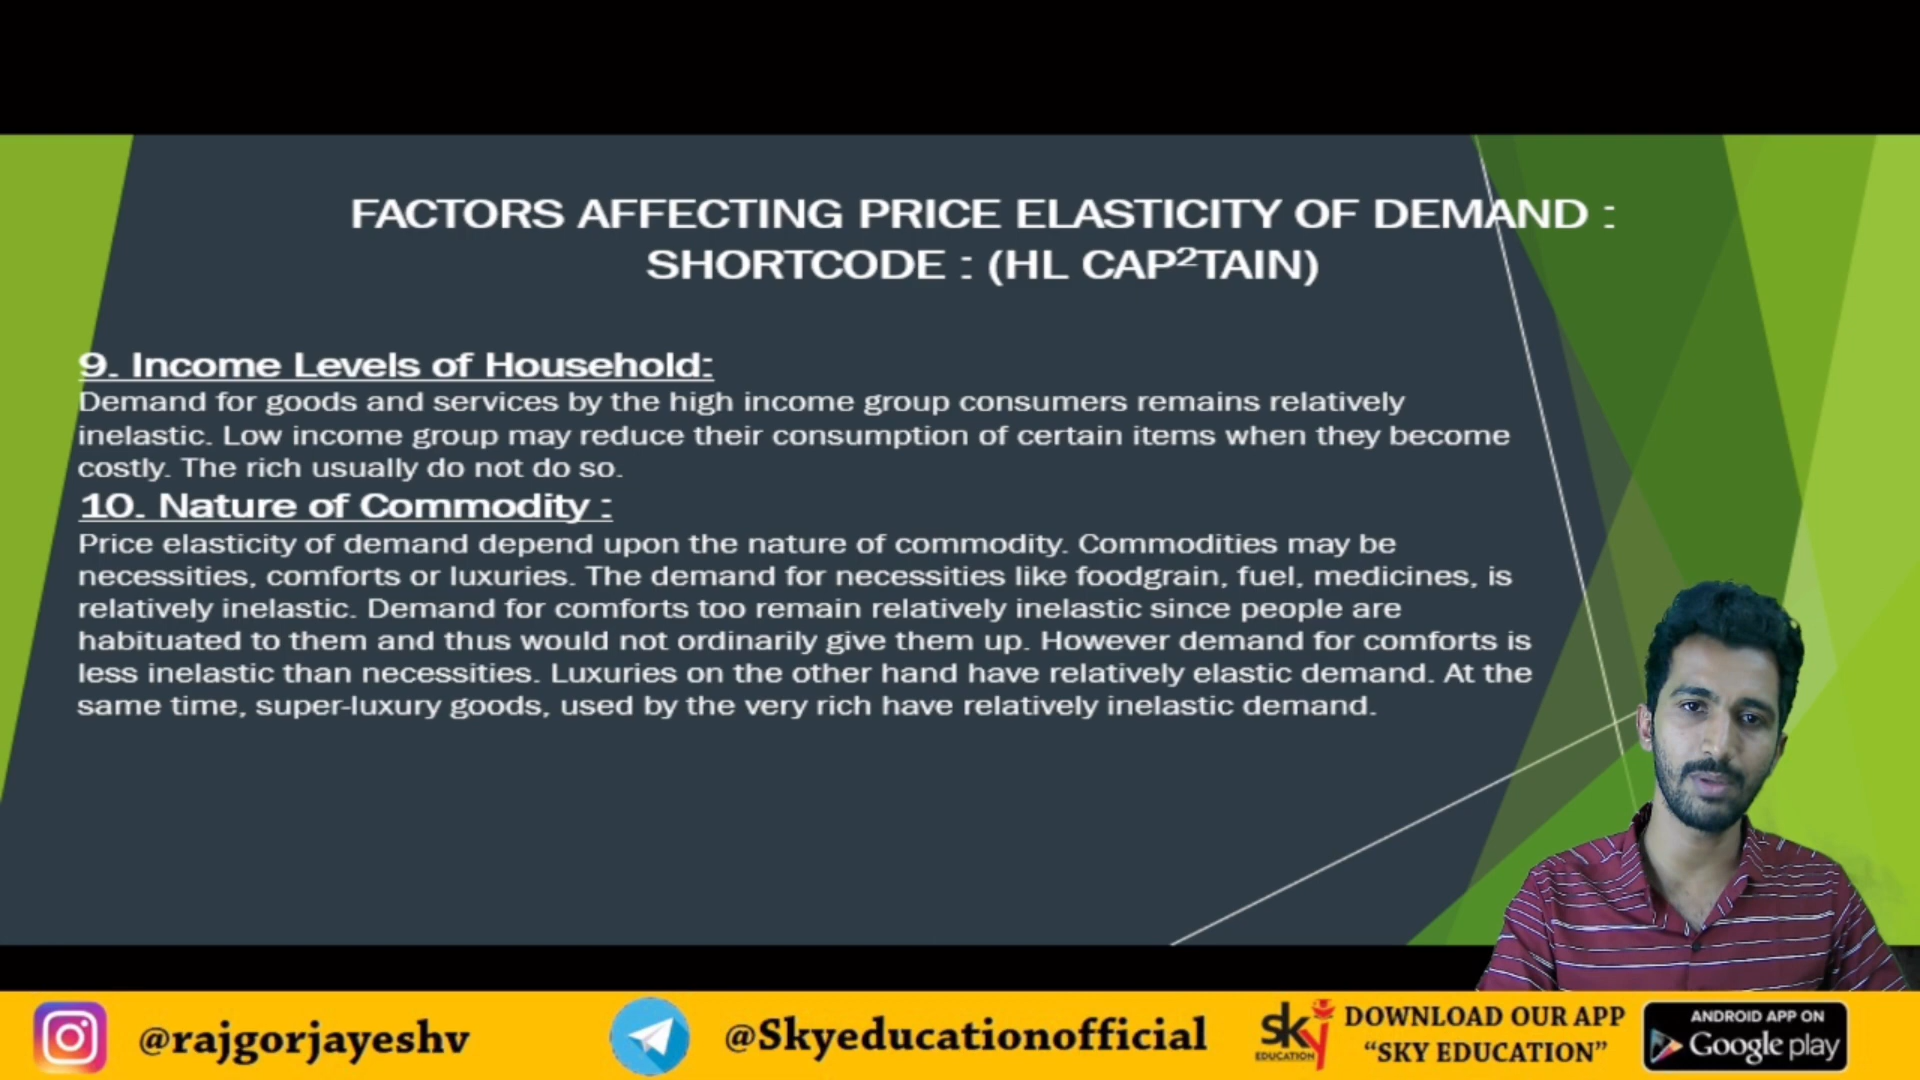 FACTORS AFFECTING PRICE ELASTICITY OF DEMAND :
SHORTCODE : (HL CAP²TAIN)
9. Income Levels of Household:
Demand for goods and services by the high income group consumers remains relatively
inelastic. Low income group may reduce their consumption of certain items when they become
costly. The rich usually do not do so.
10. Nature of Commodity :
Price elasticity of demand depend upon the nature of commodity. Commodities may be
necessities, comforts or luxuries. The demand for necessities like foodgrain, fuel, medicines, is
relatively inelastic. Demand for comforts too remain relatively inelastic since people are
habituated to them and thus would not ordinarily give them up. However demand for comforts is
less inelastic than necessities. Luxuries on the other hand have relatively elastic demand. At the
same time, super-luxury goods, used by the very rich have relatively inelastic demand.
@rajgorjayeshv
@Skyeducationofficial
sky
EDUCATION
DOWNLOAD OUR APP
“SKY EDUCATION”
ANDROID APP ON
Google play